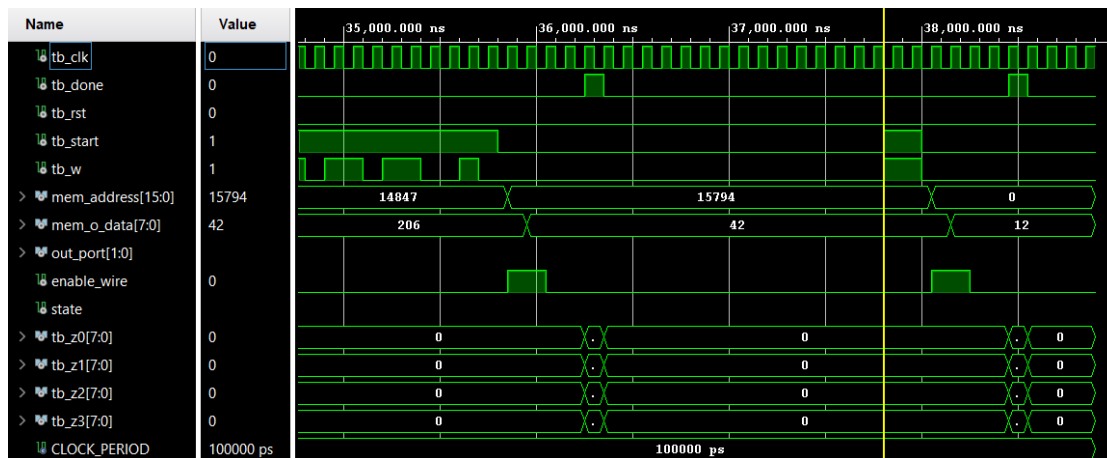 Name Value 35,000.000 ns 36,000.000 ns 37,000.000 ns 38,000.000 ns
tb_clk 0
tb_done 0
tb_rst 0
tb_start 1
tb_w 1
mem_address[15:0] 15794 14847 15794 0
mem_o_data[7:0] 42 206 42 12
out_port[1:0]
enable_wire 0
state
tb_z0[7:0] 0 0 . 0 . 0
tb_z1[7:0] 0 0 . 0 . 0
tb_z2[7:0] 0 0 . 0 . 0
tb_z3[7:0] 0 0 . 0 . 0
CLOCK_PERIOD 100000 ps 100000 ps